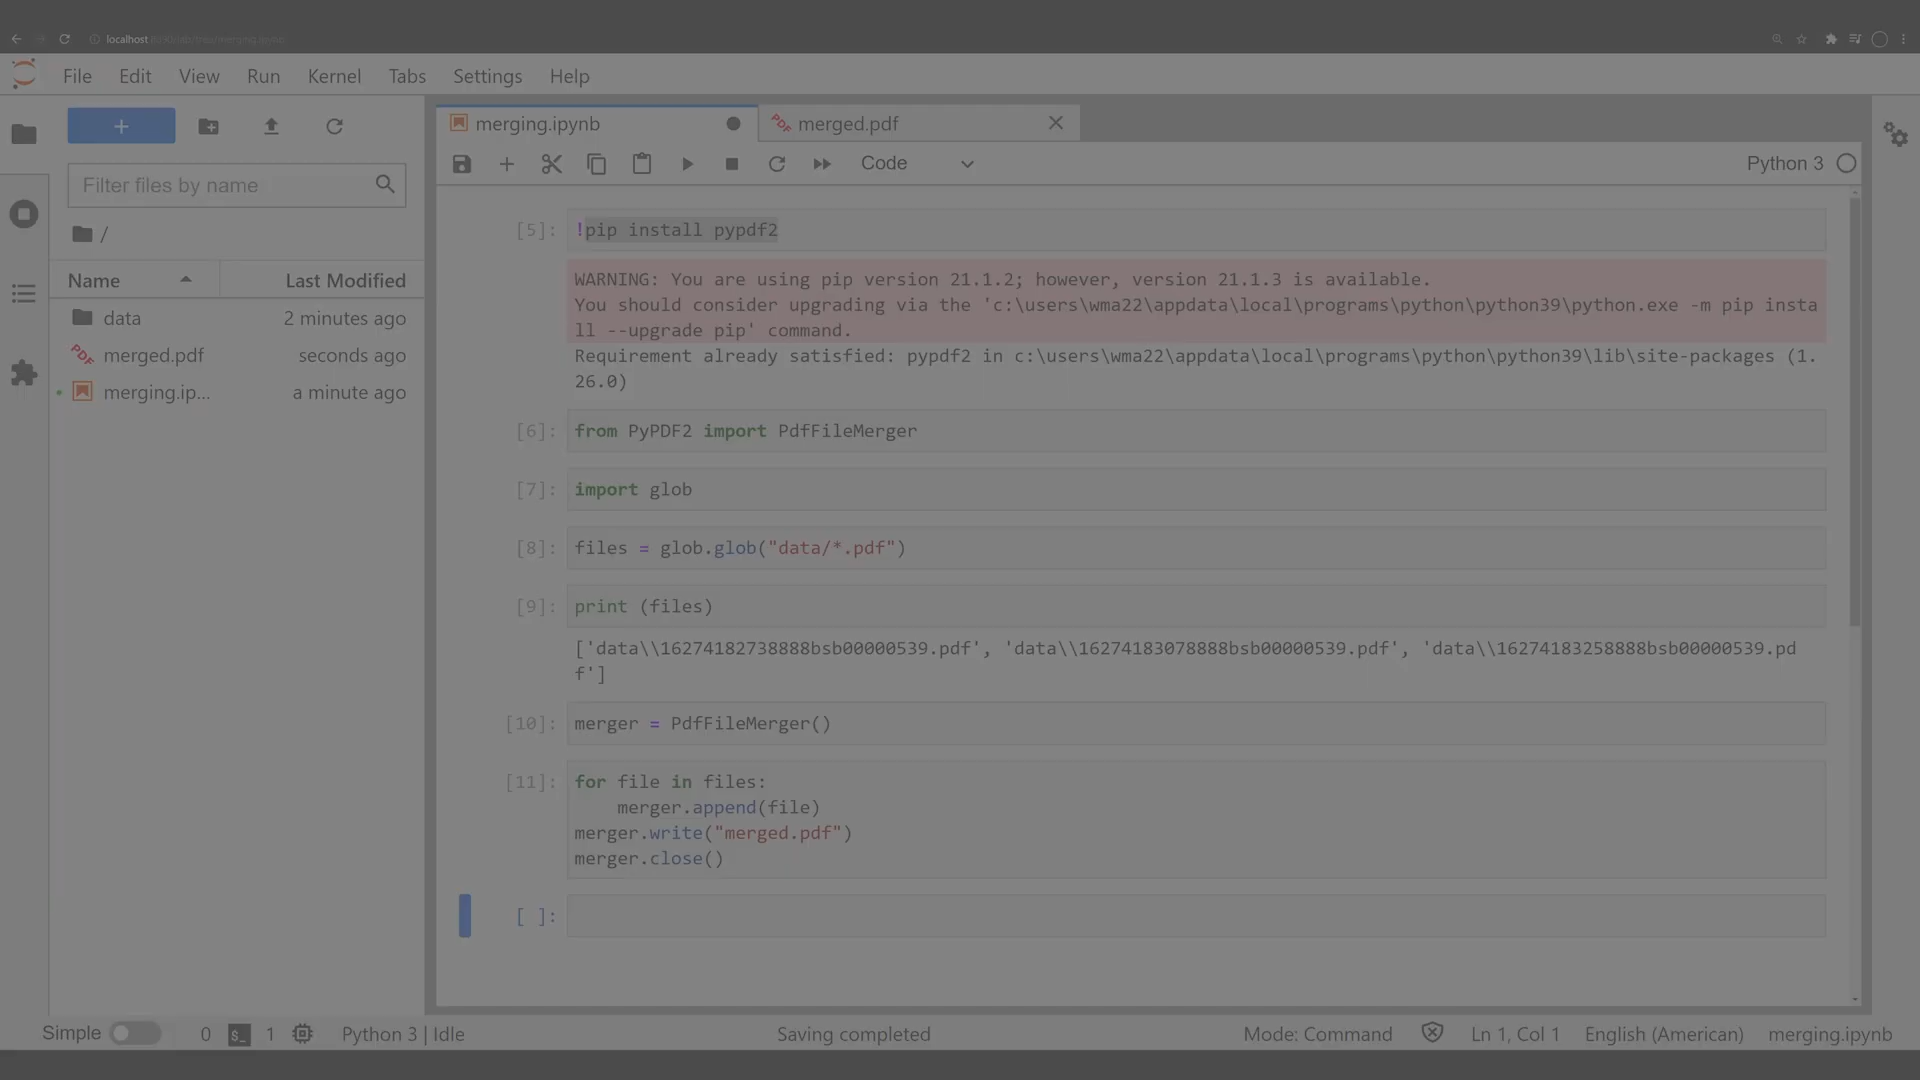 localhost
File Edit View Run Kernel Tabs Settings Help
+
merging.ipynb
merged.pdf
Filter files by name
Code
Python 3
/
Name Last Modified
data 2 minutes ago
merged.pdf seconds ago
merging.ip... a minute ago
[5]: !pip install pypdf2
WARNING: You are using pip version 21.1.2; however, version 21.1.3 is available.
You should consider upgrading via the 'c:\users\wma22\appdata\local\programs\python\python39\python.exe -m pip insta
ll --upgrade pip' command.
Requirement already satisfied: pypdf2 in c:\users\wma22\appdata\local\programs\python\python39\lib\site-packages (1.
26.0)
[6]: from PyPDF2 import PdfFileMerger
[7]: import glob
[8]: files = glob.glob("data/*.pdf")
[9]: print (files)
['data\\16274182738888bsb00000539.pdf', 'data\\16274183078888bsb00000539.pdf', 'data\\16274183258888bsb00000539.pd
f']
[10]: merger = PdfFileMerger()
[11]: for file in files:
merger.append(file)
merger.write("merged.pdf")
merger.close()
[ ]:
Simple 0 $_ 1 Python 3 | Idle Saving completed Mode: Command Ln 1, Col 1 English (American) merging.ipynb